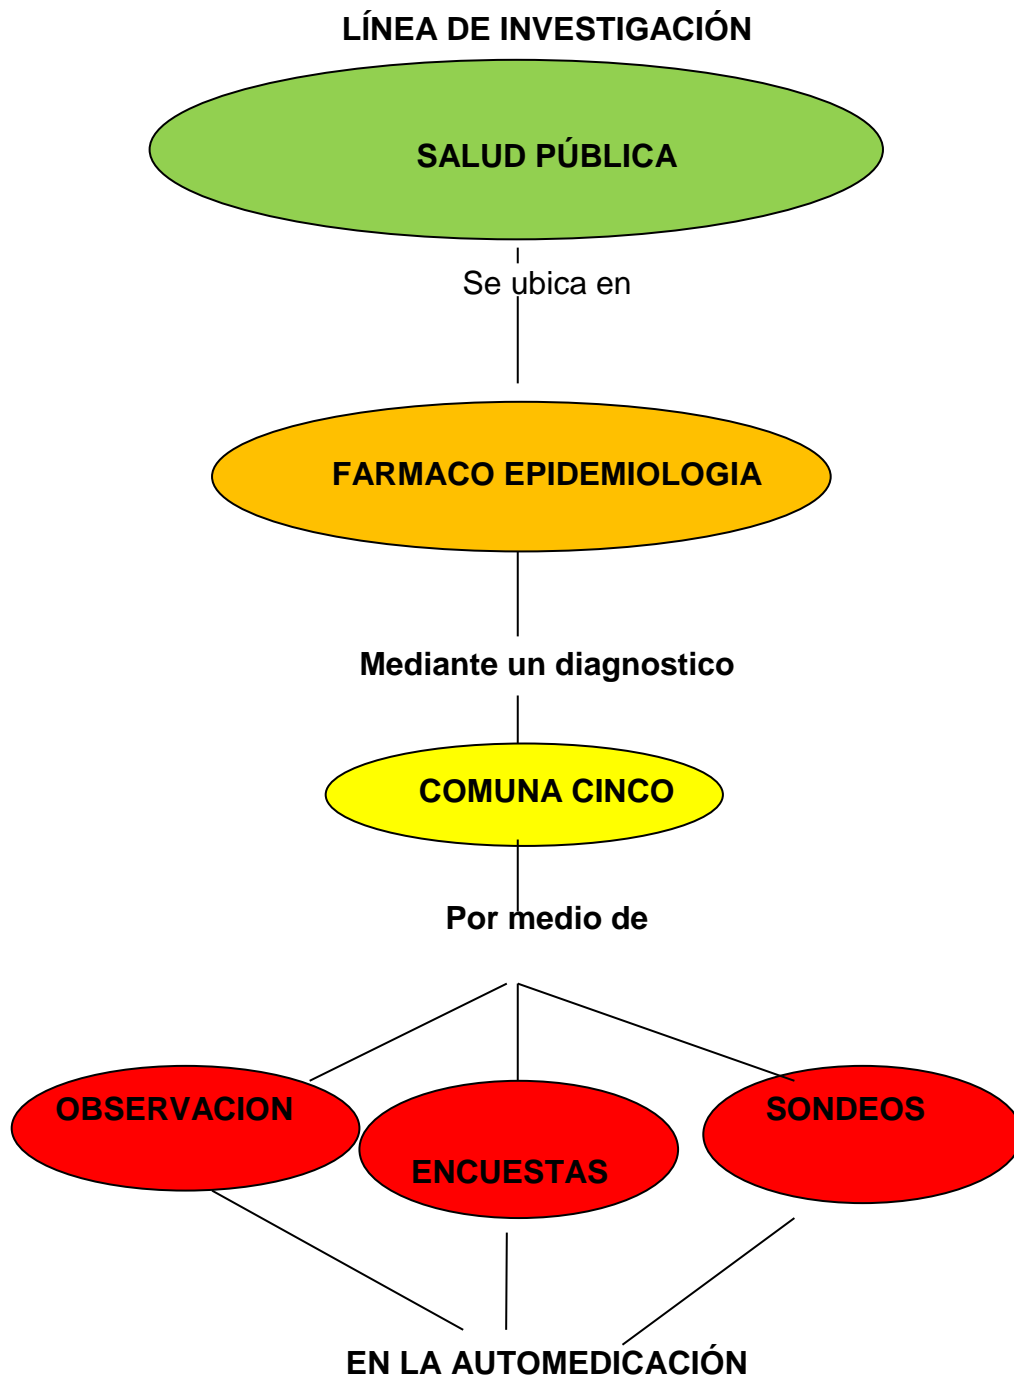 LÍNEA DE INVESTIGACIÓN
SALUD PÚBLICA
Se ubica en
FARMACO EPIDEMIOLOGIA
Mediante un diagnostico
COMUNA CINCO
Por medio de
OBSERVACION
ENCUESTAS
SONDEOS
EN LA AUTOMEDICACIÓN